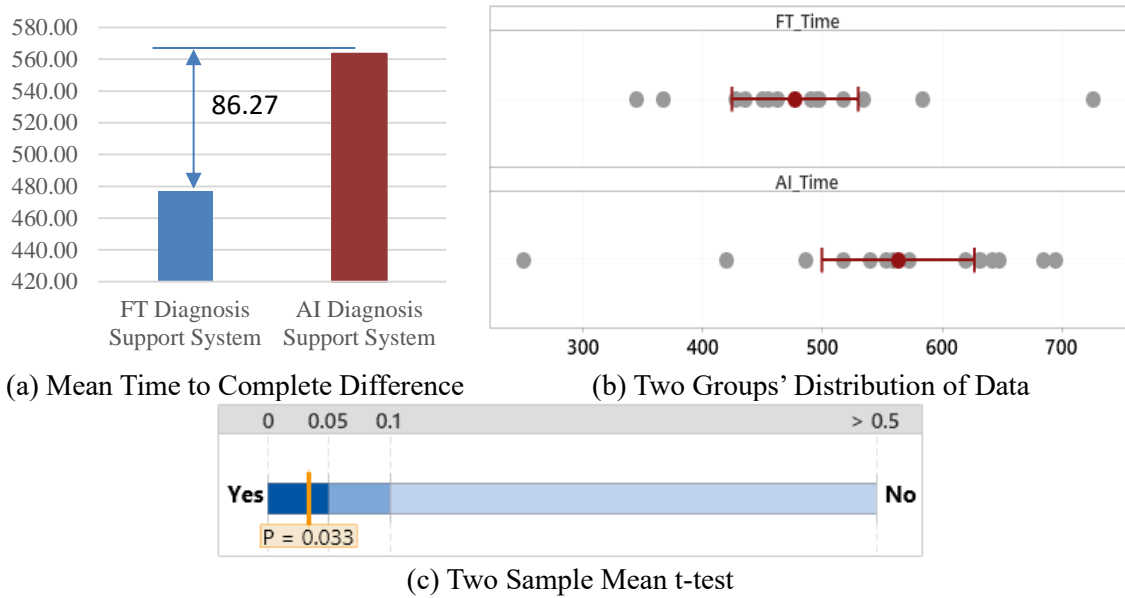 580.00
560.00
540.00
520.00
500.00
480.00
460.00
440.00
420.00
86.27
FT Diagnosis
Support System
AI Diagnosis
Support System
(a) Mean Time to Complete Difference
FT_Time
AI_Time
300 400 500 600 700
(b) Two Groups' Distribution of Data
0 0.05 0.1 > 0.5
Yes
No
P = 0.033
(c) Two Sample Mean t-test